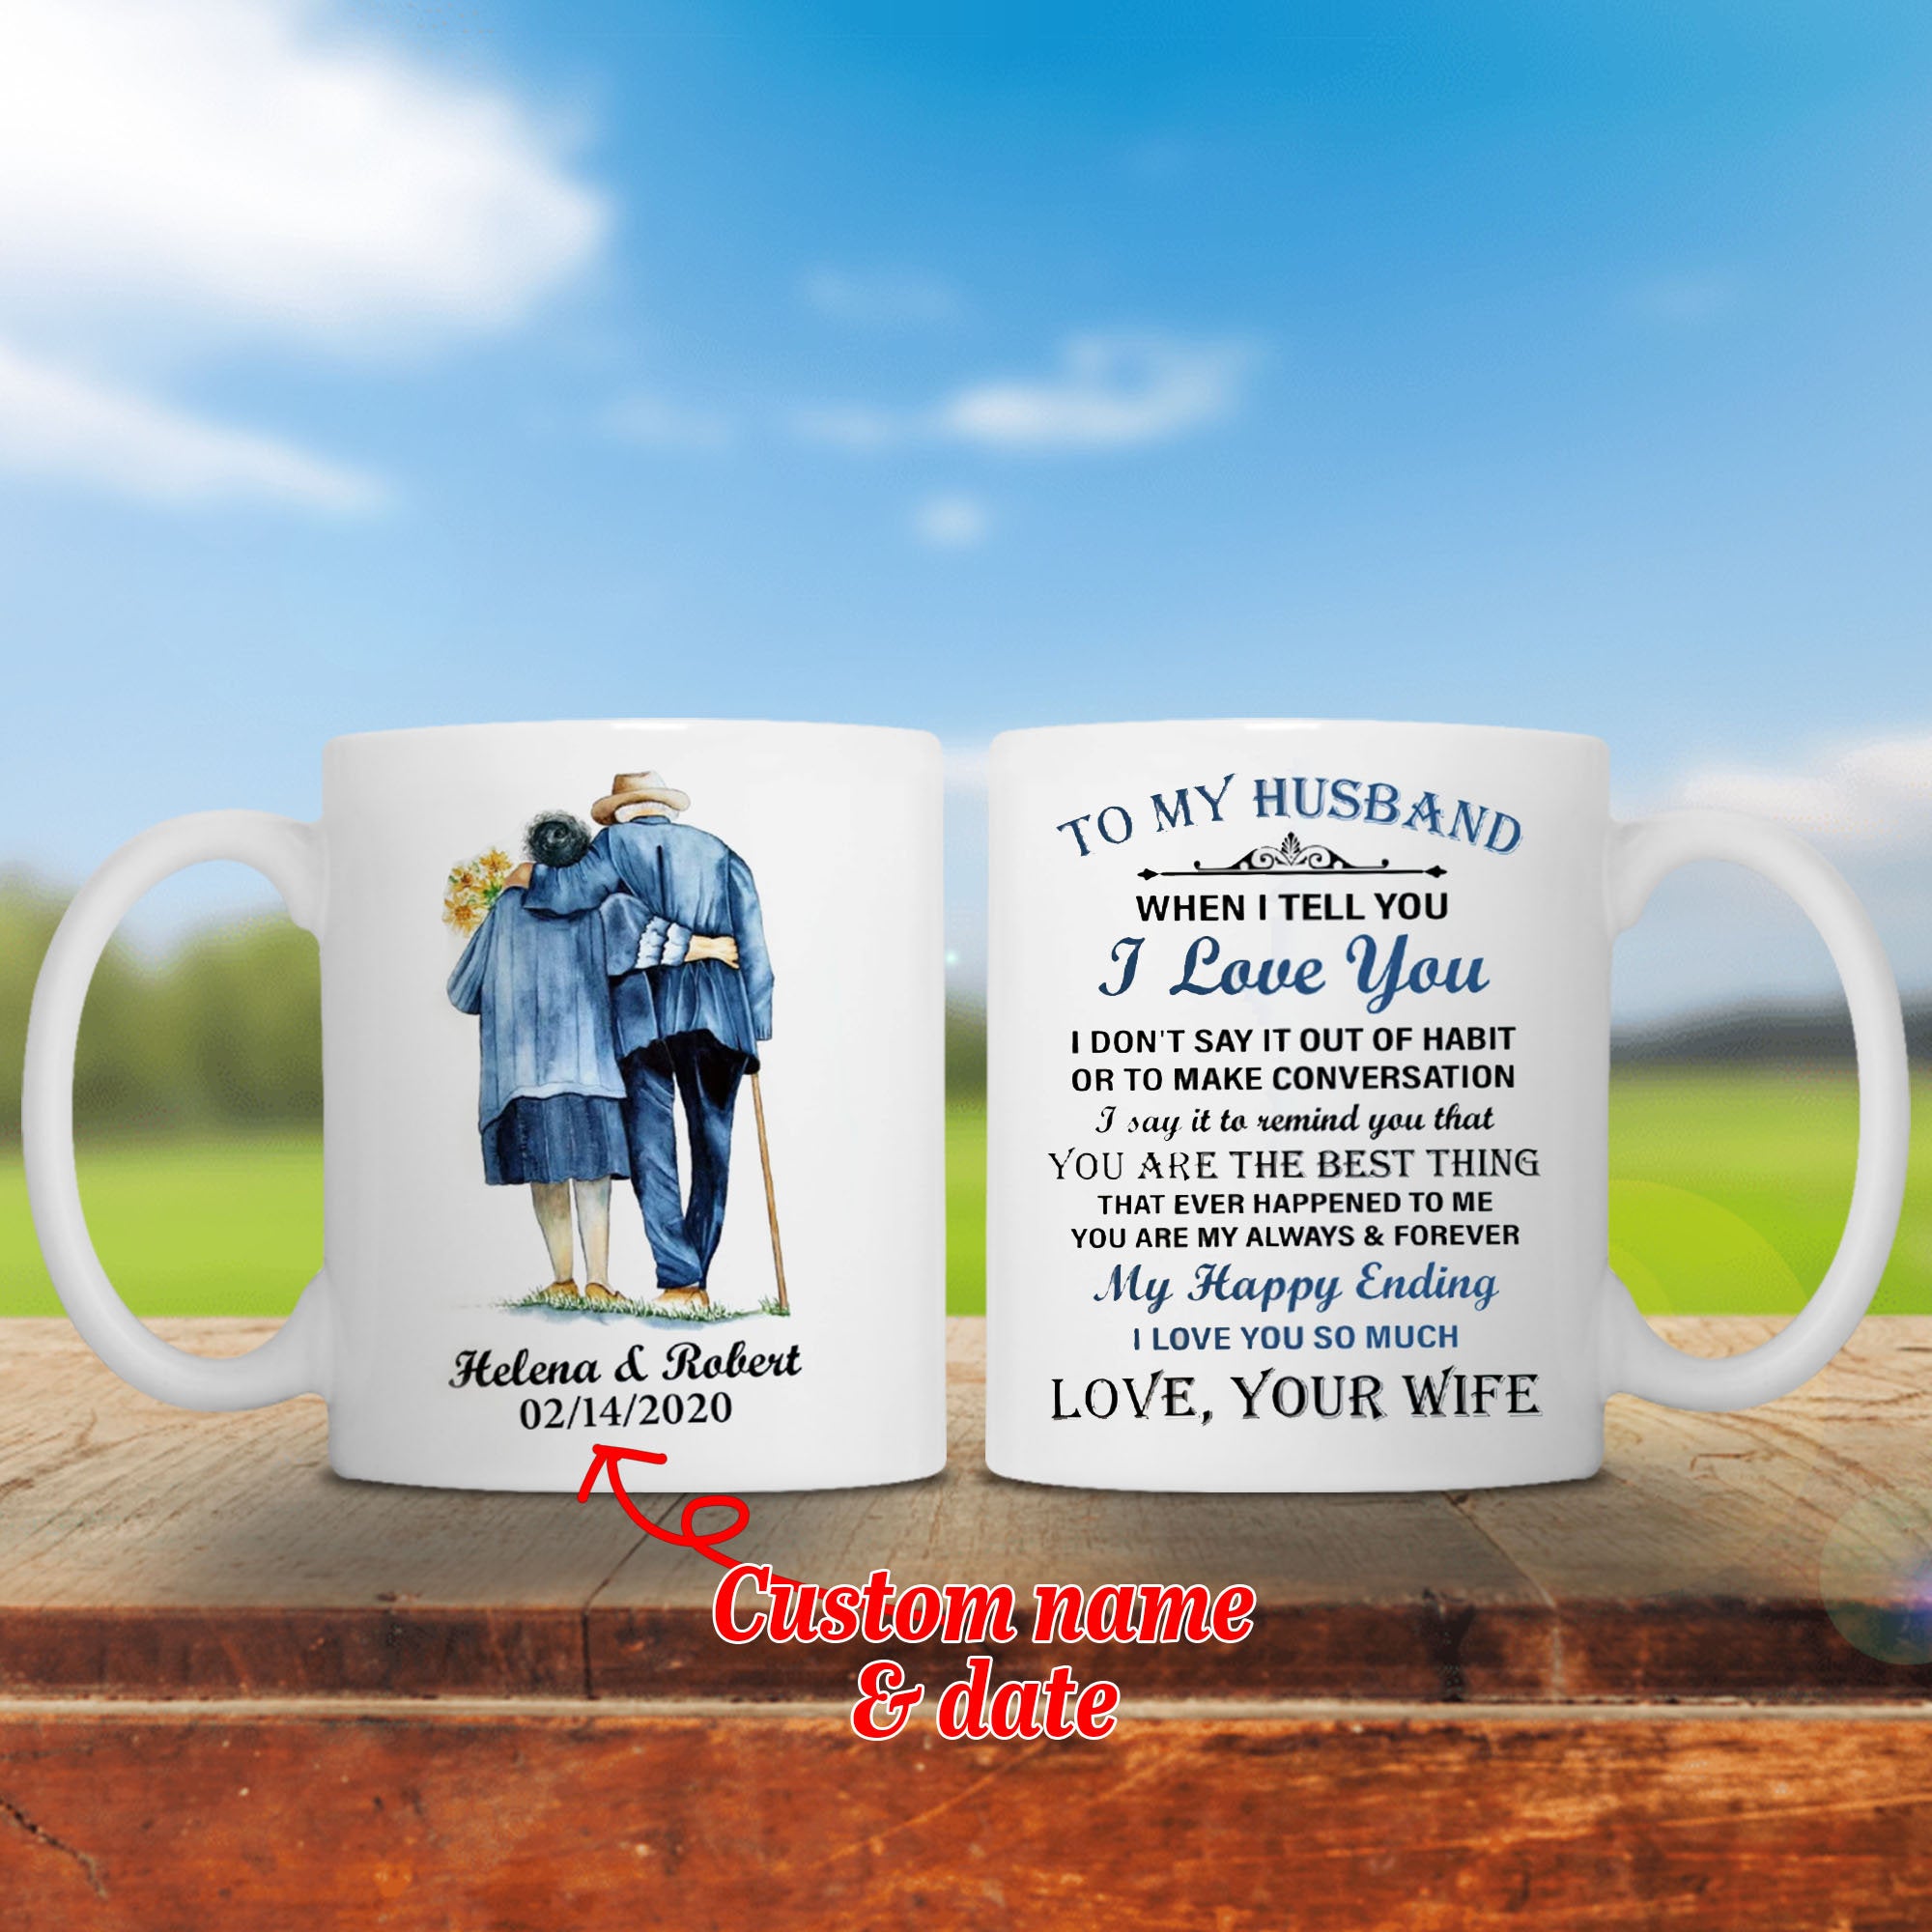 Helena & Robert
02/14/2020
TO MY HUSBAND
WHEN I TELL YOU
I Love You
I DON'T SAY IT OUT OF HABIT
OR TO MAKE CONVERSATION
I say it to remind you that
YOU ARE THE BEST THING
THAT EVER HAPPENED TO ME
YOU ARE MY ALWAYS & FOREVER
My Happy Ending
I LOVE YOU SO MUCH
LOVE, YOUR WIFE
Custom name
& date